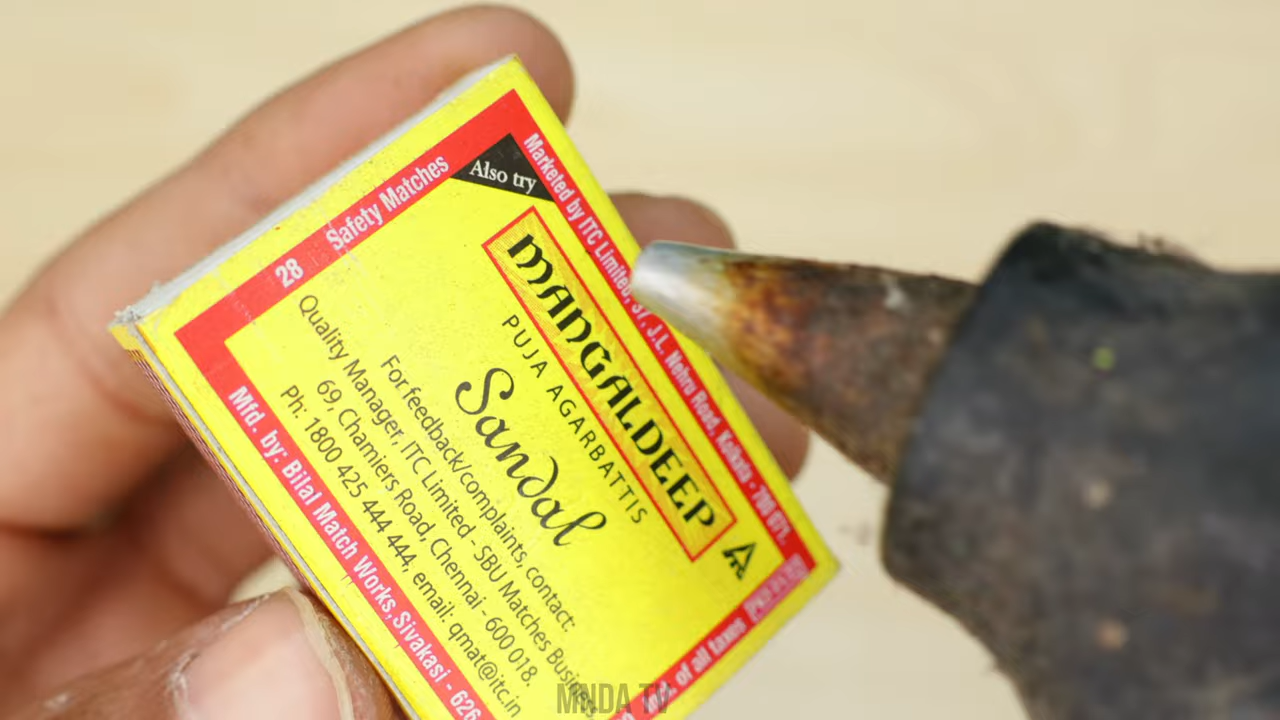 28 Safety Matches
Also try
Marketed by ITC Limited, 37, J.L. Nehru Road, Kolkata - 700 071.
MANGALDEEP
PUJA AGARBATTIS
Sandal
For feedback/complaints, contact:
Quality Manager, ITC Limited - SBU Matches Busi
69, Chamiers Road, Chennai - 600 018.
Ph: 1800 425 444 444, email: qmat@itc.in
Mfd. by: Bilal Match Works, Sivakasi - 626
of all taxes
MNDA TV